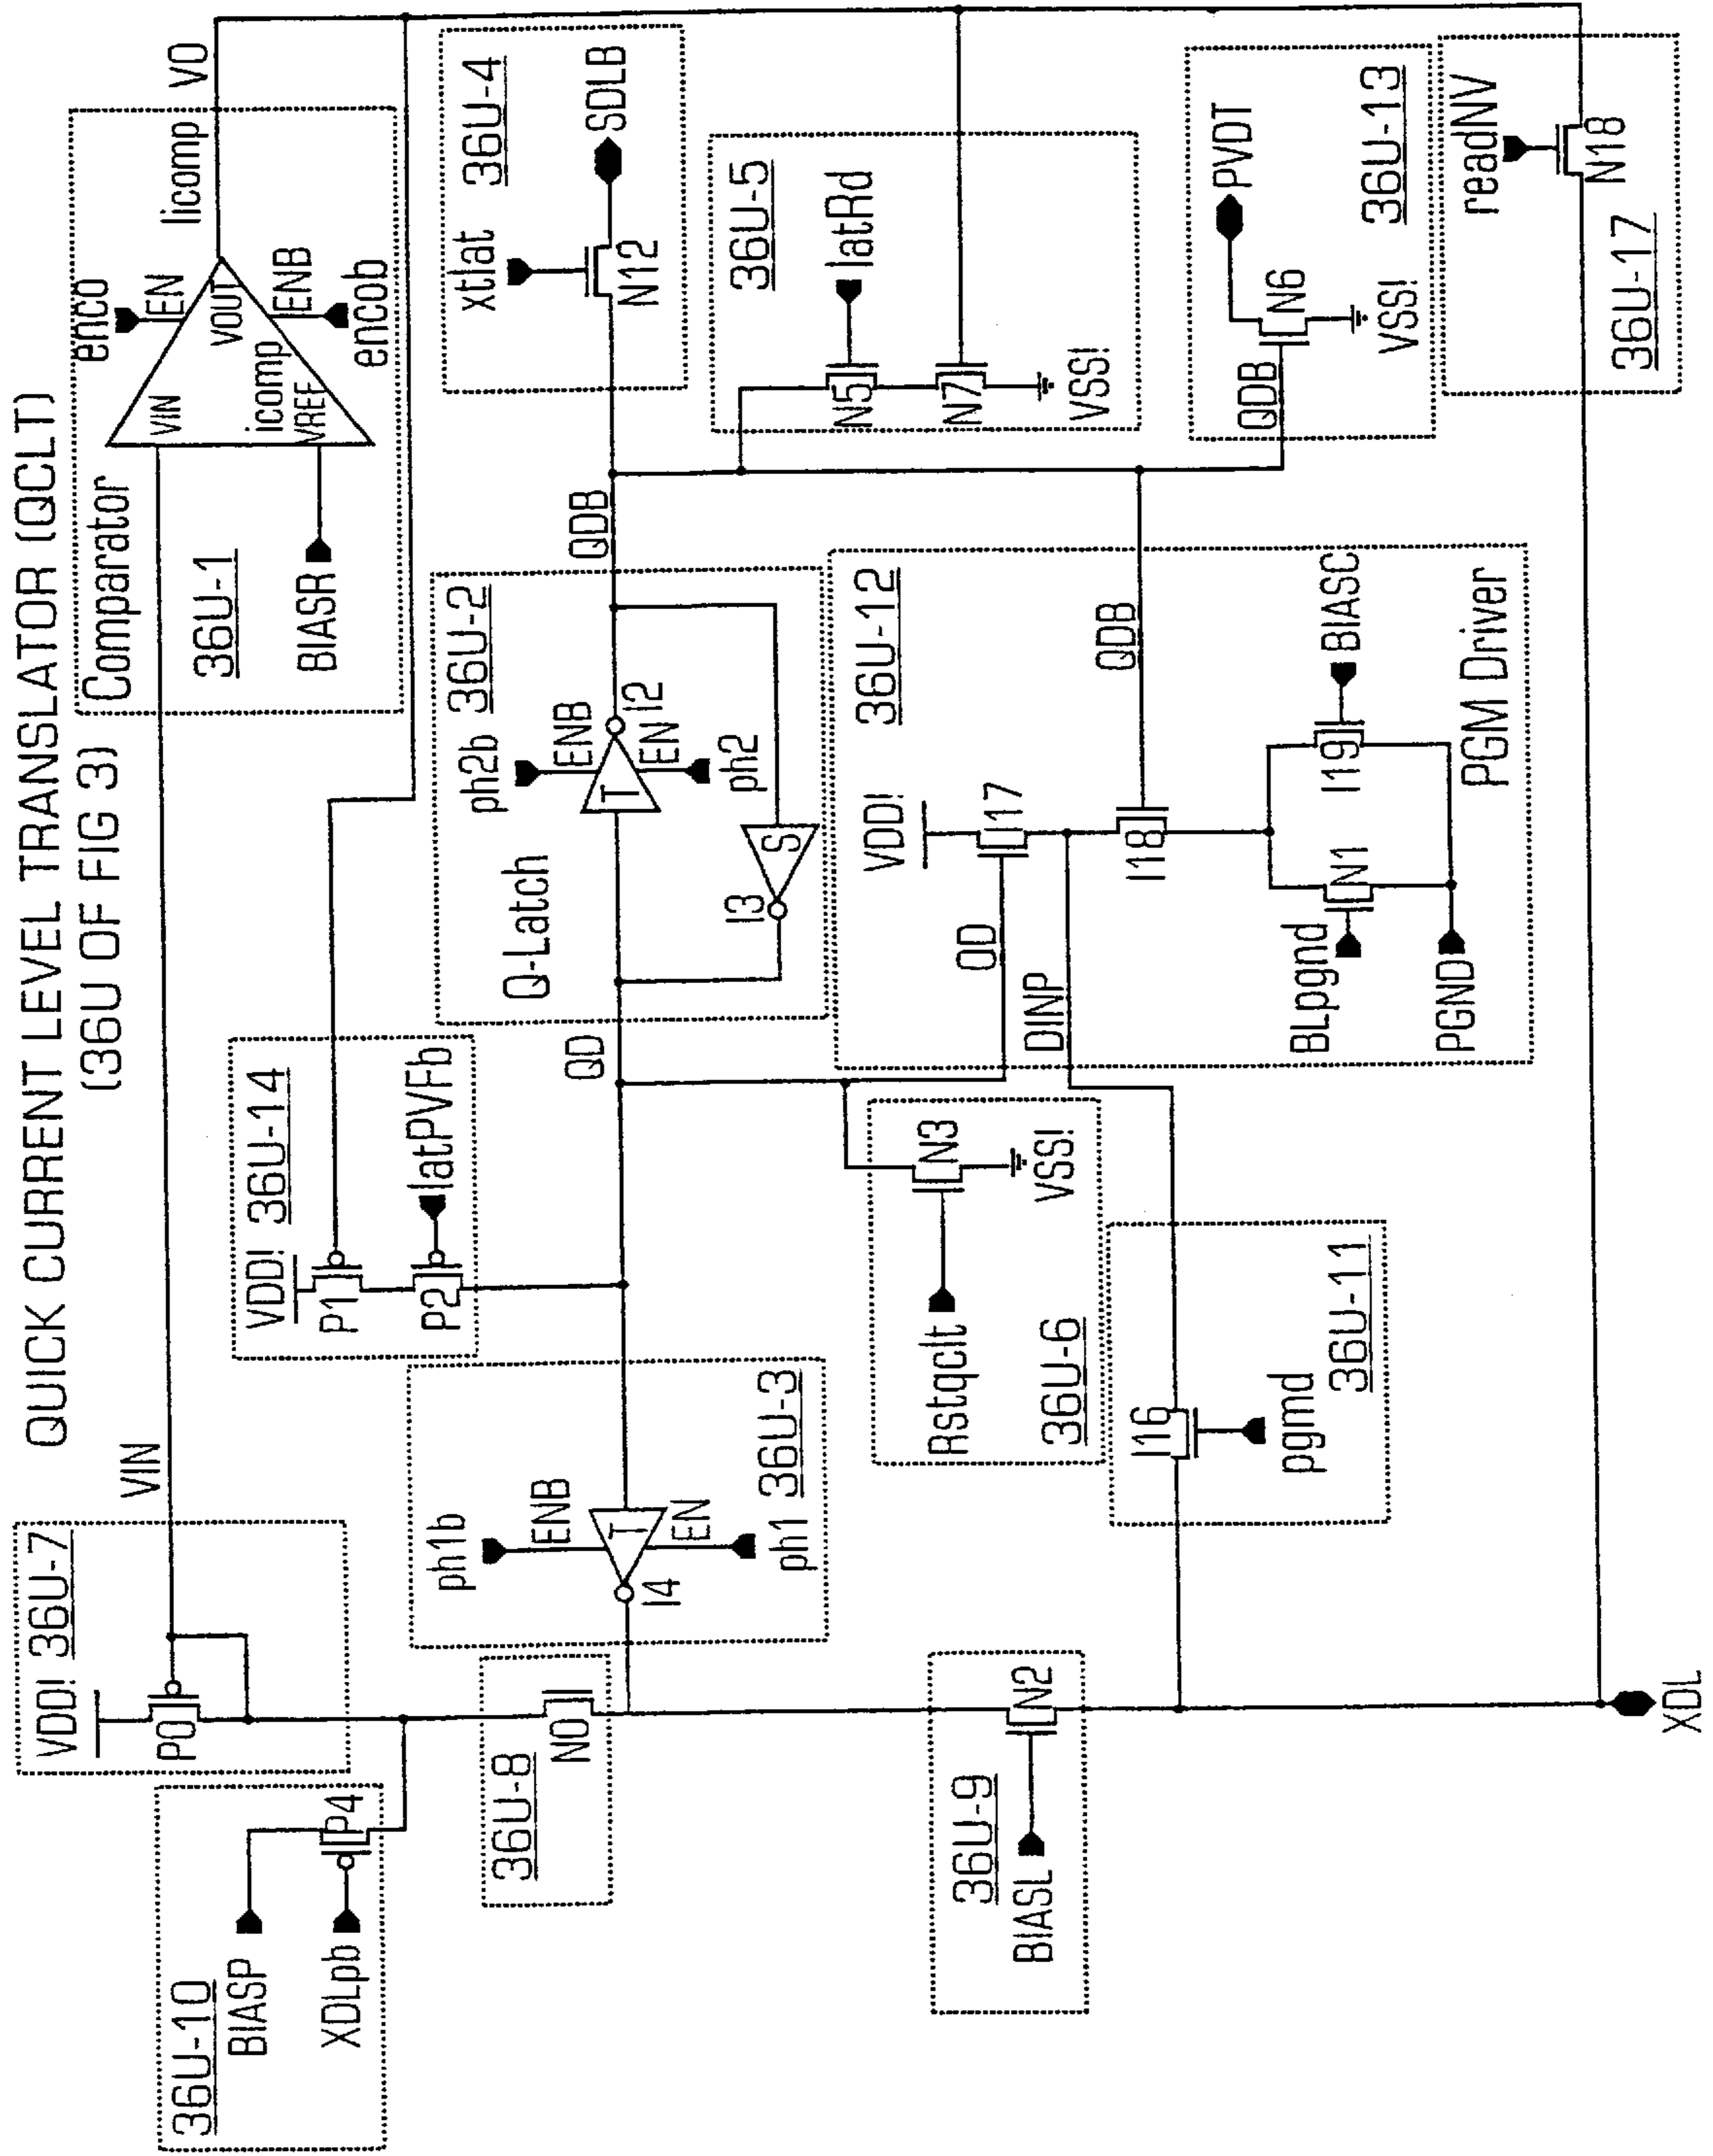 QUICK CURRENT LEVEL TRANSLATOR (QCLT)
(36U OF FIG 3)
36U-10
BIASP
XDLpb
P4
VDD! 36U-7
P0
VIN
36U-8
N0
36U-9
BIASL
N2
XDL
ph1b
ENB
T
EN
I4
ph1
36U-3
VDD! 36U-14
P1
P2
latPVFb
QD
Rstqclt
N3
VSS!
36U-6
I16
pgmd
36U-11
Comparator
36U-1
BIASR
VIN
icomp
VREF
VOUT
EN
enco
ENB
encob
Iicomp
VO
Q-Latch
ph2b
36U-2
ENB
T
I2
EN
ph2
I3
S
QDB
36U-12
VDD!
QD
I17
DINP
QDB
I18
BLpgnd
N1
I19
BIASC
PGND
PGM Driver
xtlat
36U-4
N12
SDLB
36U-5
latRd
N5
N7
VSS!
PVDT
QDB
N6
VSS!
36U-13
readNV
N18
36U-17